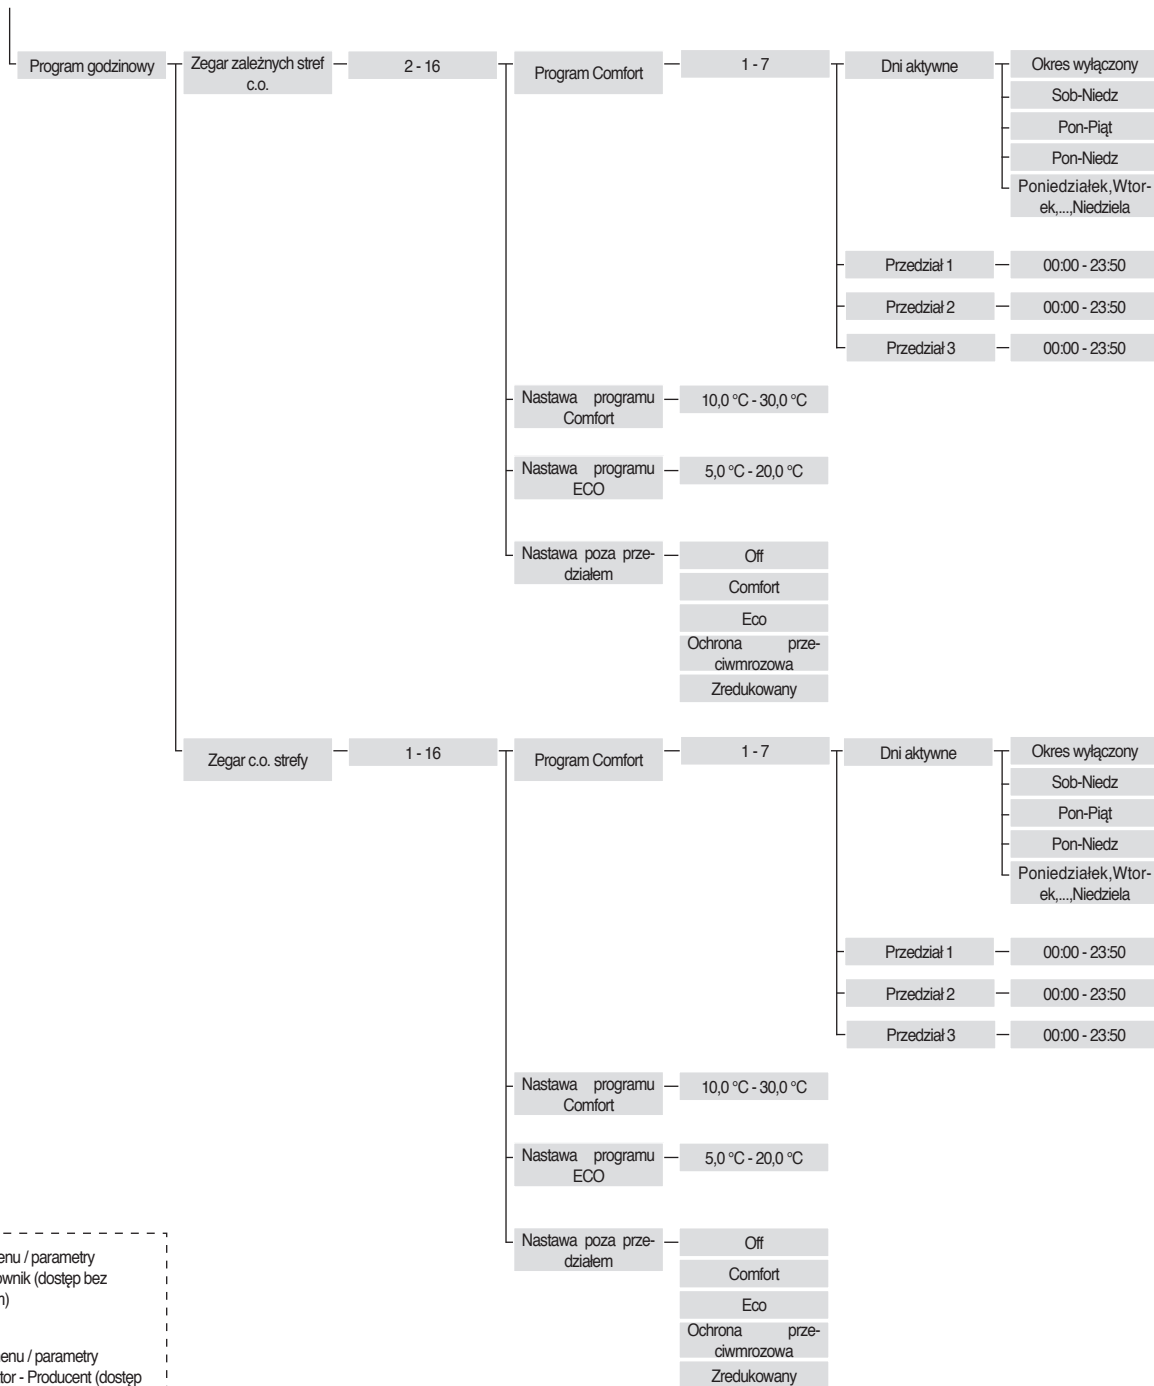 Program godzinowy
Zegar zależnych stref
c.o.
2 - 16
Program Comfort
1 - 7
Dni aktywne
Okres wyłączony
Sob-Niedz
Pon-Piąt
Pon-Niedz
Poniedziałek,Wtor-
ek,...,Niedziela
Przedział 1
00:00 - 23:50
Przedział 2
00:00 - 23:50
Przedział 3
00:00 - 23:50
Nastawa programu
Comfort
10,0 °C - 30,0 °C
Nastawa programu
ECO
5,0 °C - 20,0 °C
Nastawa poza prze-
działem
Off
Comfort
Eco
Ochrona prze-
ciwmrozowa
Zredukowany
Zegar c.o. strefy
1 - 16
Program Comfort
1 - 7
Dni aktywne
Okres wyłączony
Sob-Niedz
Pon-Piąt
Pon-Niedz
Poniedziałek,Wtor-
ek,...,Niedziela
Przedział 1
00:00 - 23:50
Przedział 2
00:00 - 23:50
Przedział 3
00:00 - 23:50
Nastawa programu
Comfort
10,0 °C - 30,0 °C
Nastawa programu
ECO
5,0 °C - 20,0 °C
Nastawa poza prze-
działem
Off
Comfort
Eco
Ochrona prze-
ciwmrozowa
Zredukowany
enu / parametry
ownik (dostęp bez
n)
enu / parametry
tor - Producent (dostęp